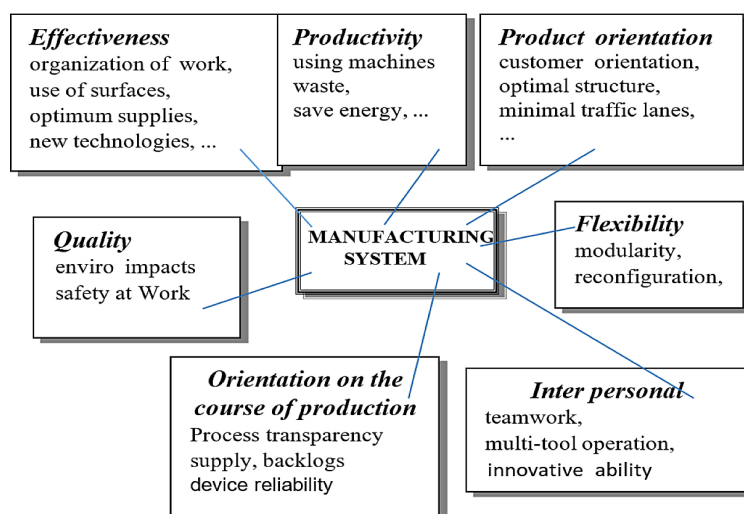 Effectiveness
organization of work,
use of surfaces,
optimum supplies,
new technologies, ...
Productivity
using machines
waste,
save energy, ...
Product orientation
customer orientation,
optimal structure,
minimal traffic lanes,
...
Quality
enviro impacts
safety at Work
MANUFACTURING
SYSTEM
Flexibility
modularity,
reconfiguration,
Orientation on the
course of production
Process transparency
supply, backlogs
device reliability
Inter personal
teamwork,
multi-tool operation,
innovative ability